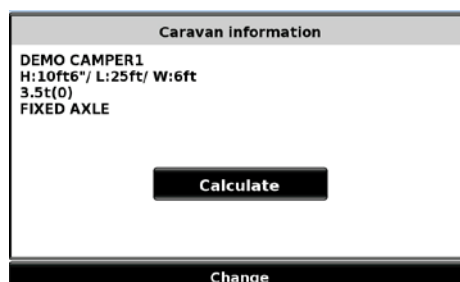 Caravan information
DEMO CAMPER1
H:10ft6"/ L:25ft/ W:6ft
3.5t(0)
FIXED AXLE
Calculate
Change